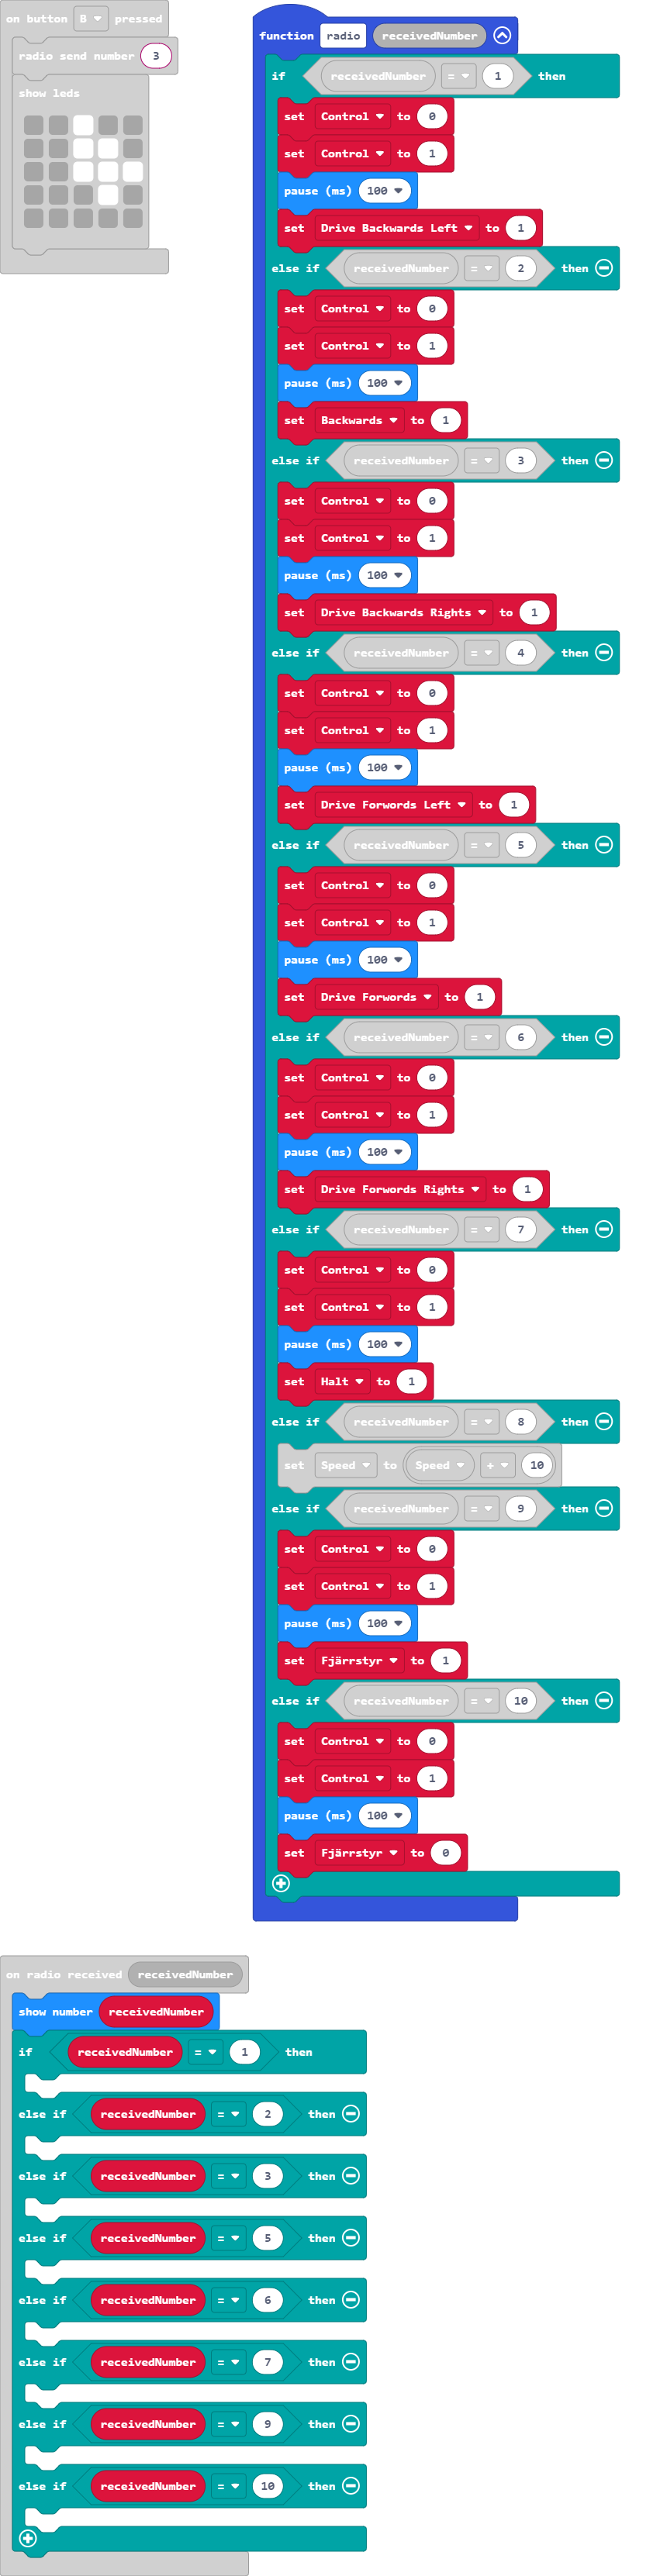 on button B pressed
radio send number 3
show leds
function radio receivedNumber
if receivedNumber = 1 then
set Control to 0
set Control to 1
pause (ms) 100
set Drive Backwards Left to 1
else if receivedNumber = 2 then
set Control to 0
set Control to 1
pause (ms) 100
set Backwards to 1
else if receivedNumber = 3 then
set Control to 0
set Control to 1
pause (ms) 100
set Drive Backwards Rights to 1
else if receivedNumber = 4 then
set Control to 0
set Control to 1
pause (ms) 100
set Drive Forwords Left to 1
else if receivedNumber = 5 then
set Control to 0
set Control to 1
pause (ms) 100
set Drive Forwords to 1
else if receivedNumber = 6 then
set Control to 0
set Control to 1
pause (ms) 100
set Drive Forwords Rights to 1
else if receivedNumber = 7 then
set Control to 0
set Control to 1
pause (ms) 100
set Halt to 1
else if receivedNumber = 8 then
set Speed to Speed + 10
else if receivedNumber = 9 then
set Control to 0
set Control to 1
pause (ms) 100
set Fjärrstyr to 1
else if receivedNumber = 10 then
set Control to 0
set Control to 1
pause (ms) 100
set Fjärrstyr to 0
on radio received receivedNumber
show number receivedNumber
if receivedNumber = 1 then
else if receivedNumber = 2 then
else if receivedNumber = 3 then
else if receivedNumber = 5 then
else if receivedNumber = 6 then
else if receivedNumber = 7 then
else if receivedNumber = 9 then
else if receivedNumber = 10 then